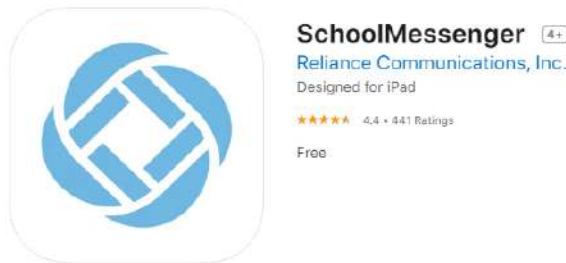 SchoolMessenger 4+
Reliance Communications, Inc.
Designed for iPad
4.4 • 441 Ratings
Free